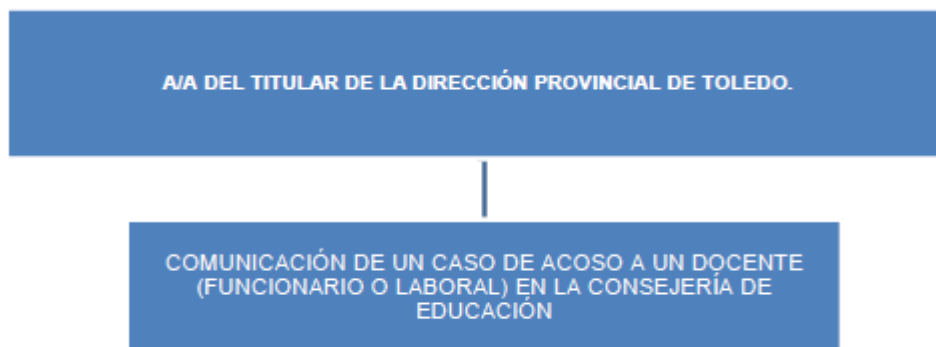 A/A DEL TITULAR DE LA DIRECCIÓN PROVINCIAL DE TOLEDO.
COMUNICACIÓN DE UN CASO DE ACOSO A UN DOCENTE
(FUNCIONARIO O LABORAL) EN LA CONSEJERÍA DE
EDUCACIÓN